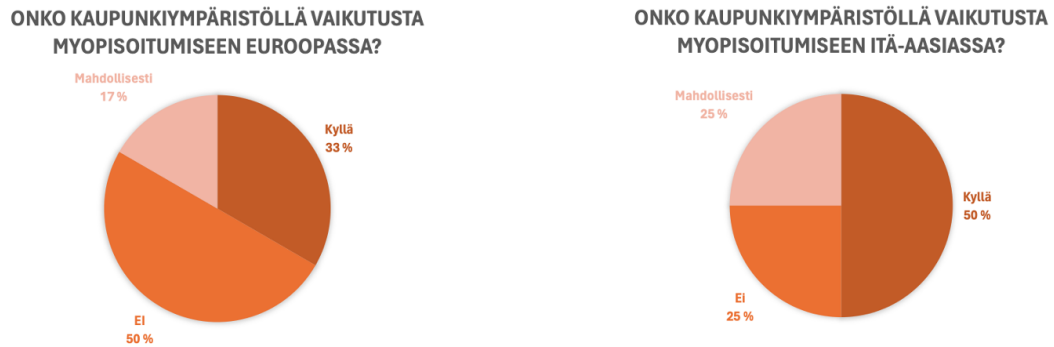 ONKO KAUPUNKIYMPÄRISTÖLLÄ VAIKUTUSTA
MYOPISOITUMISEEN EUROOPASSA?
Mahdollisesti
17 %
Kyllä
33 %
EI
50 %
ONKO KAUPUNKIYMPÄRISTÖLLÄ VAIKUTUSTA
MYOPISOITUMISEEN ITÄ-AASIASSA?
Mahdollisesti
25 %
Kyllä
50 %
Ei
25 %